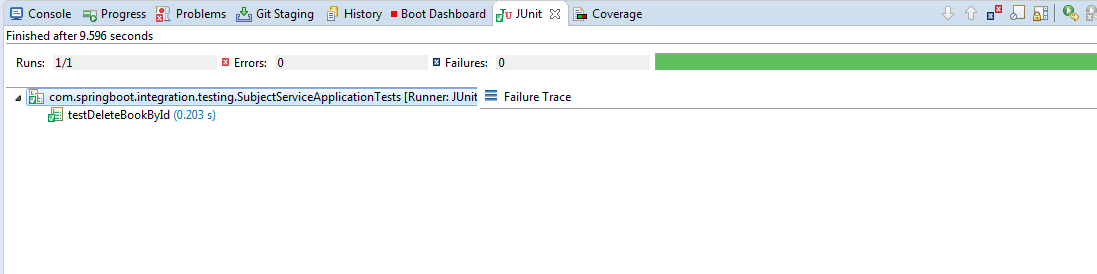 Console Progress Problems Git Staging History Boot Dashboard JUnit Coverage
Finished after 9.596 seconds
Runs: 1/1 Errors: 0 Failures: 0
com.springboot.integration.testing.SubjectServiceApplicationTests [Runner: JUnit Failure Trace
testDeleteBookById (0.203 s)